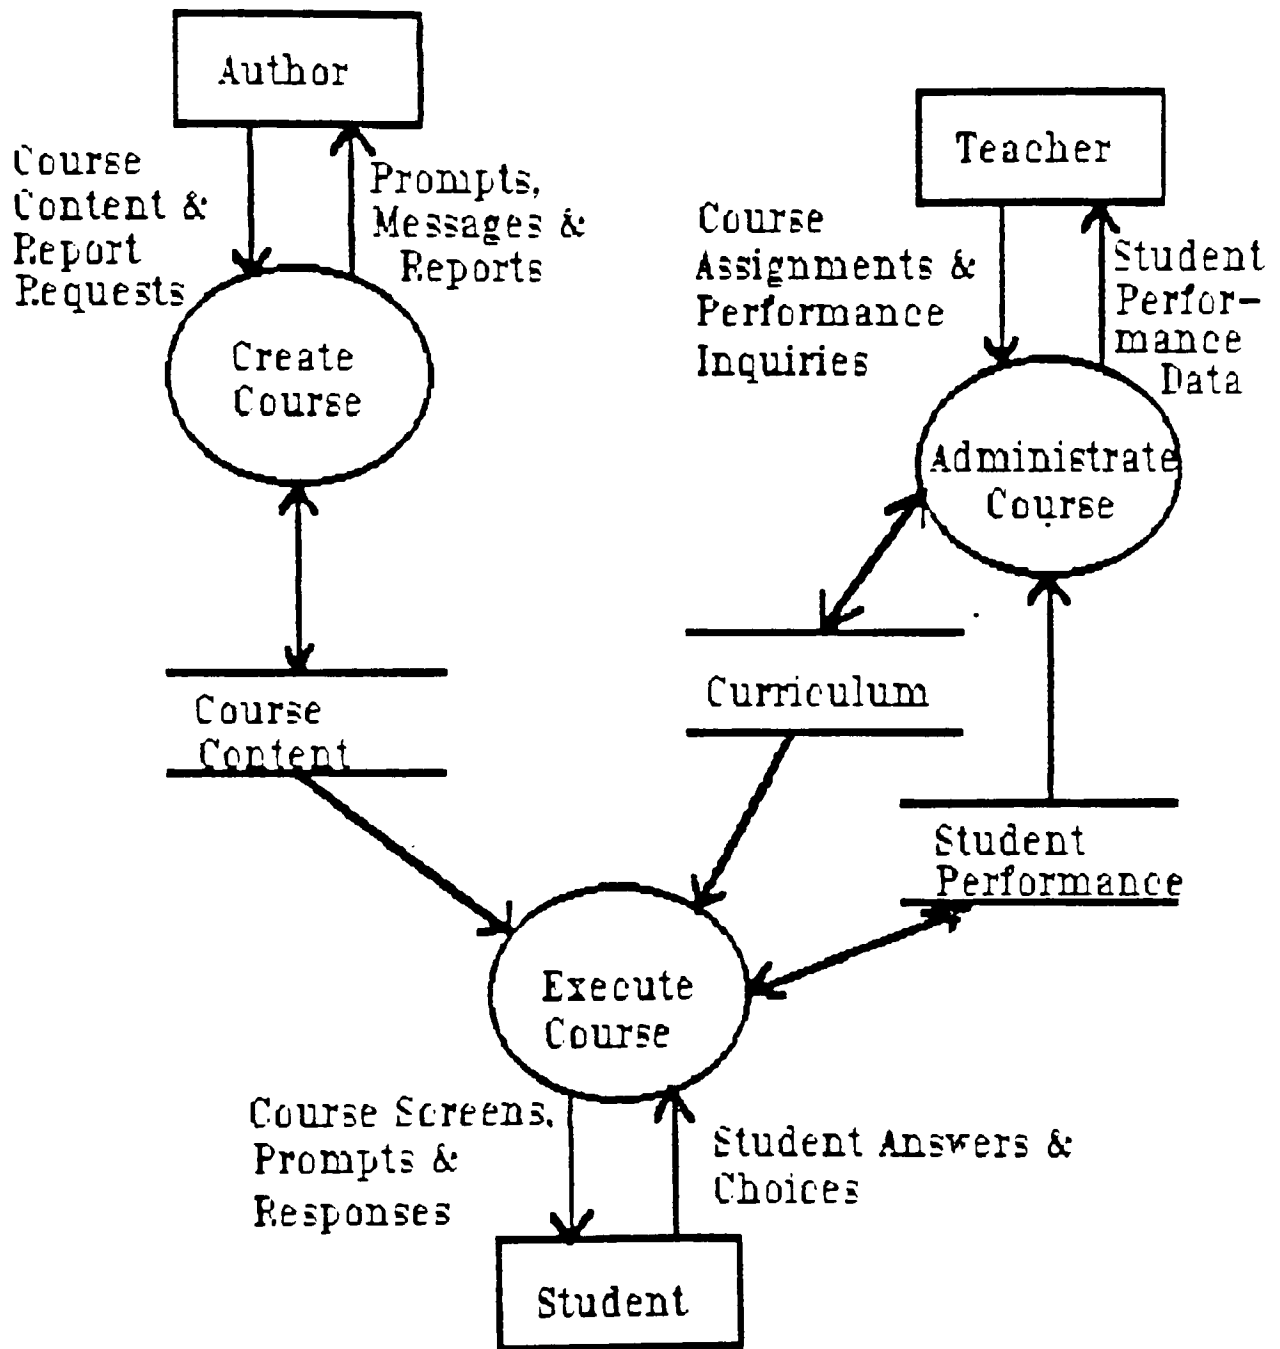 Author
Course
Content &
Report
Requests
Prompts,
Messages &
Reports
Create
Course
Teacher
Course
Assignments &
Performance
Inquiries
Student
Perfor-
mance
Data
Administrate
Course
Course
Content
Curriculum
Student
Performance
Execute
Course
Course Screens,
Prompts &
Responses
Student Answers &
Choices
Student